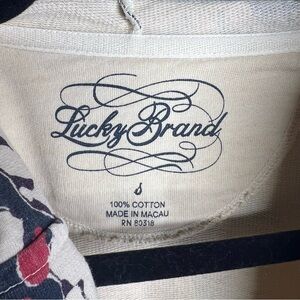 Lucky Brand
S
100% COTTON
MADE IN MACAU
RN 80318